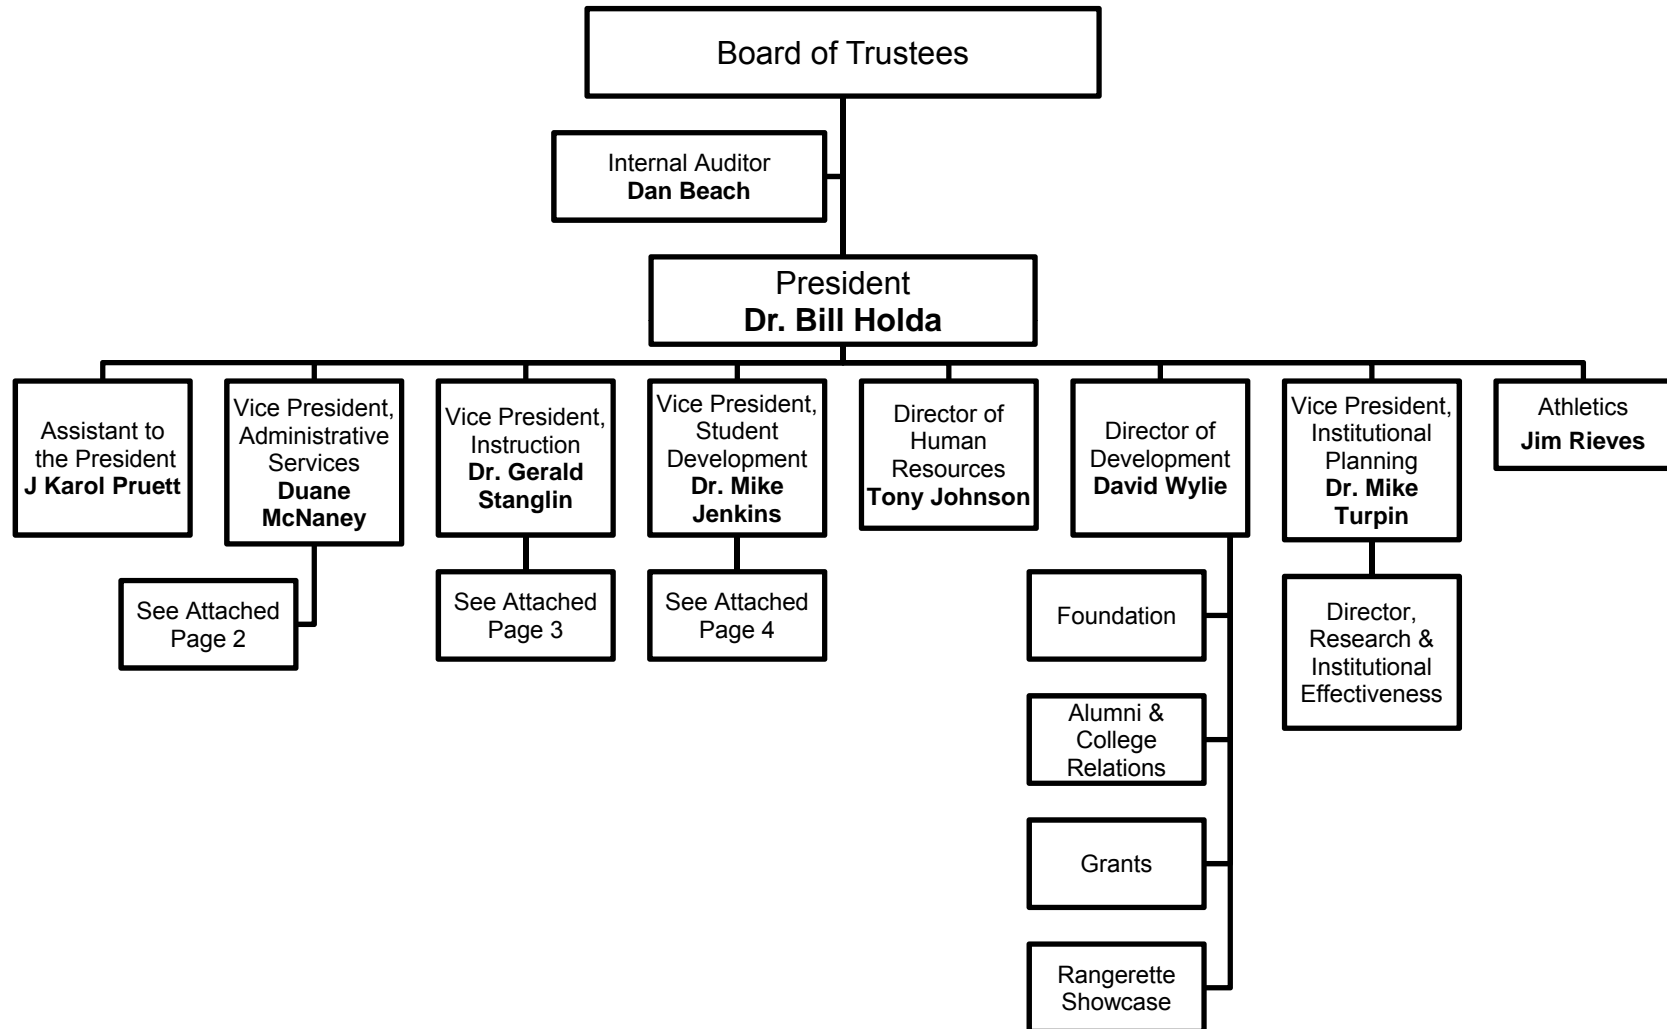 Board of Trustees
Internal Auditor
Dan Beach
President
Dr. Bill Holda
Assistant to
the President
J Karol Pruett
Vice President,
Administrative
Services
Duane
McNaney
Vice President,
Instruction
Dr. Gerald
Stanglin
Vice President,
Student
Development
Dr. Mike
Jenkins
Director of
Human
Resources
Tony Johnson
Director of
Development
David Wylie
Vice President,
Institutional
Planning
Dr. Mike
Turpin
Athletics
Jim Rieves
See Attached
Page 2
See Attached
Page 3
See Attached
Page 4
Foundation
Director,
Research &
Institutional
Effectiveness
Alumni &
College
Relations
Grants
Rangerette
Showcase